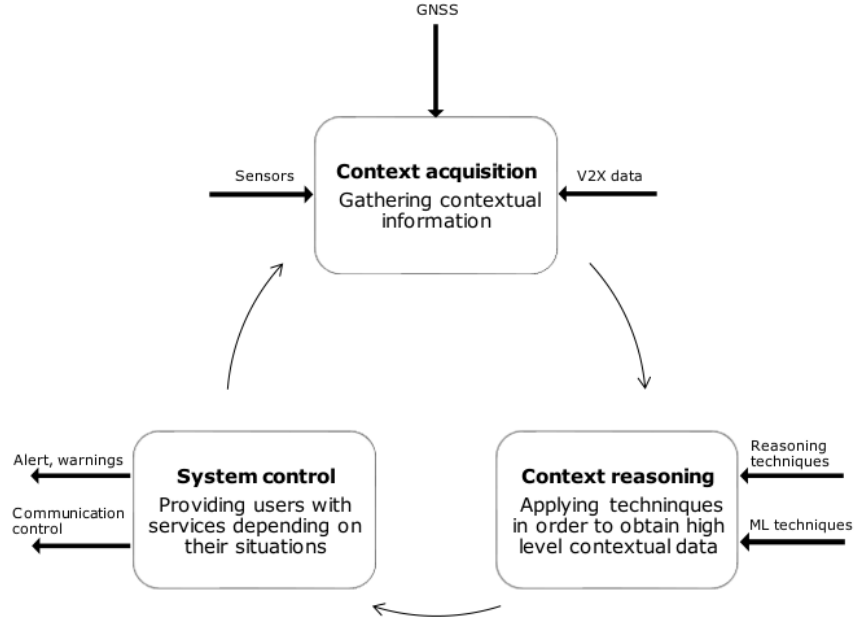 GNSS
Context acquisition
Sensors
V2X data
Gathering contextual
information
System control
Alert, warnings
Providing users with
services depending on
their situations
Communication
control
Context reasoning
Applying techninques
in order to obtain high
level contextual data
Reasoning
techniques
ML techniques